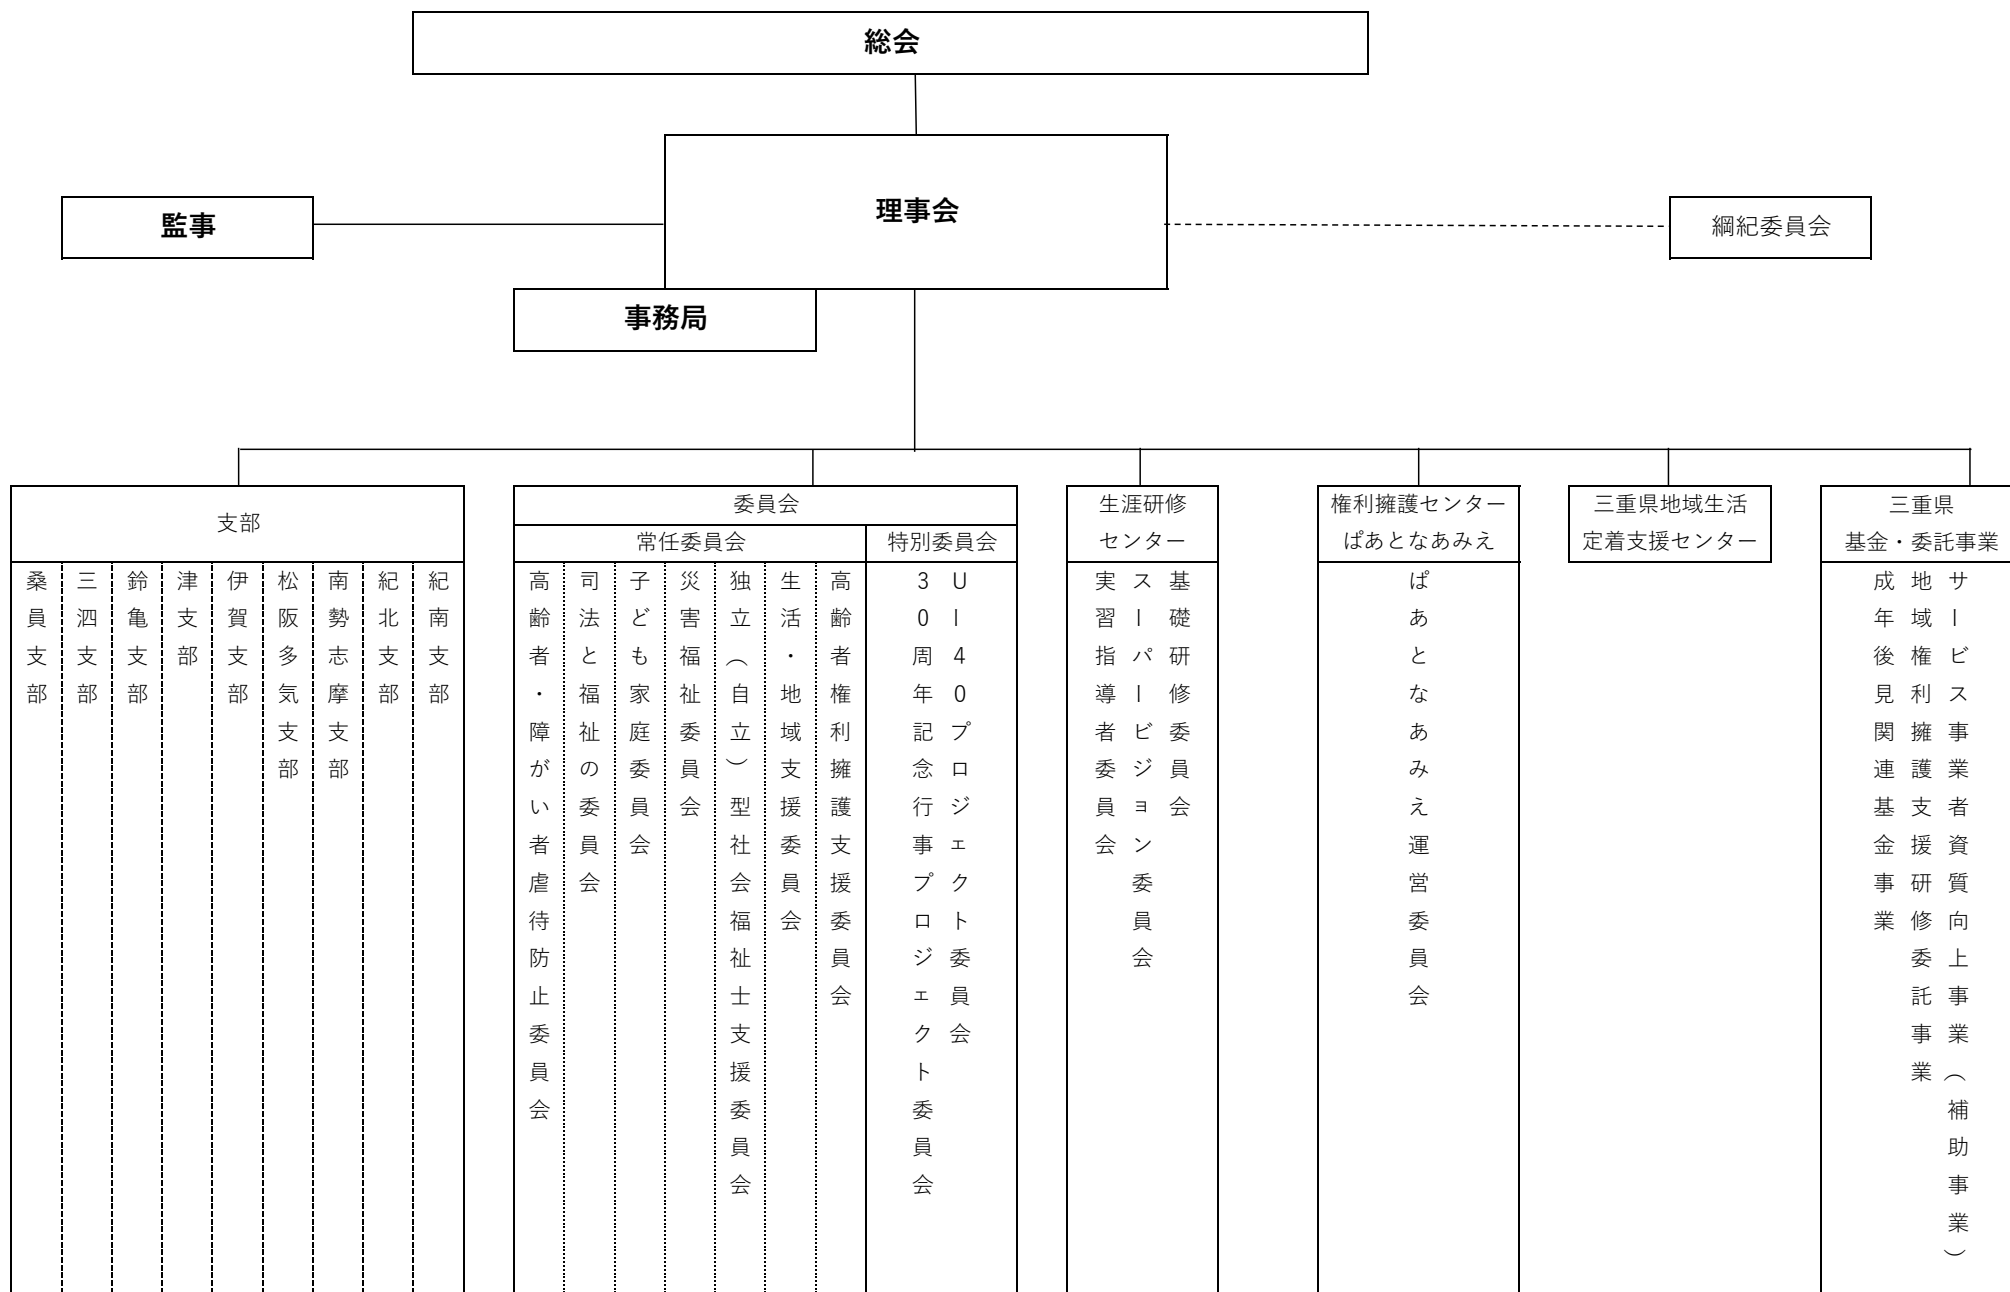 総会
理事会
監事
綱紀委員会
事務局
支部
桑員支部
三泗支部
鈴亀支部
津支部
伊賀支部
松阪多気支部
南勢志摩支部
紀北支部
紀南支部
委員会
常任委員会
特別委員会
高齢者・障がい者虐待防止委員会
司法と福祉の委員会
子ども家庭委員会
災害福祉委員会
独立(自立)型社会福祉士支援委員会
生活・地域支援委員会
高齢者権利擁護支援委員会
UI40プロジェクト委員会
30周年記念行事プロジェクト委員会
生涯研修
センター
基礎研修委員会
スーパービジョン委員会
実習指導者委員会
権利擁護センター
ぱあとなあみえ
ぱあとなあみえ運営委員会
三重県地域生活
定着支援センター
三重県
基金・委託事業
サービス事業者資質向上事業(補助事業)
地域権利擁護支援研修委託事業
成年後見関連基金事業